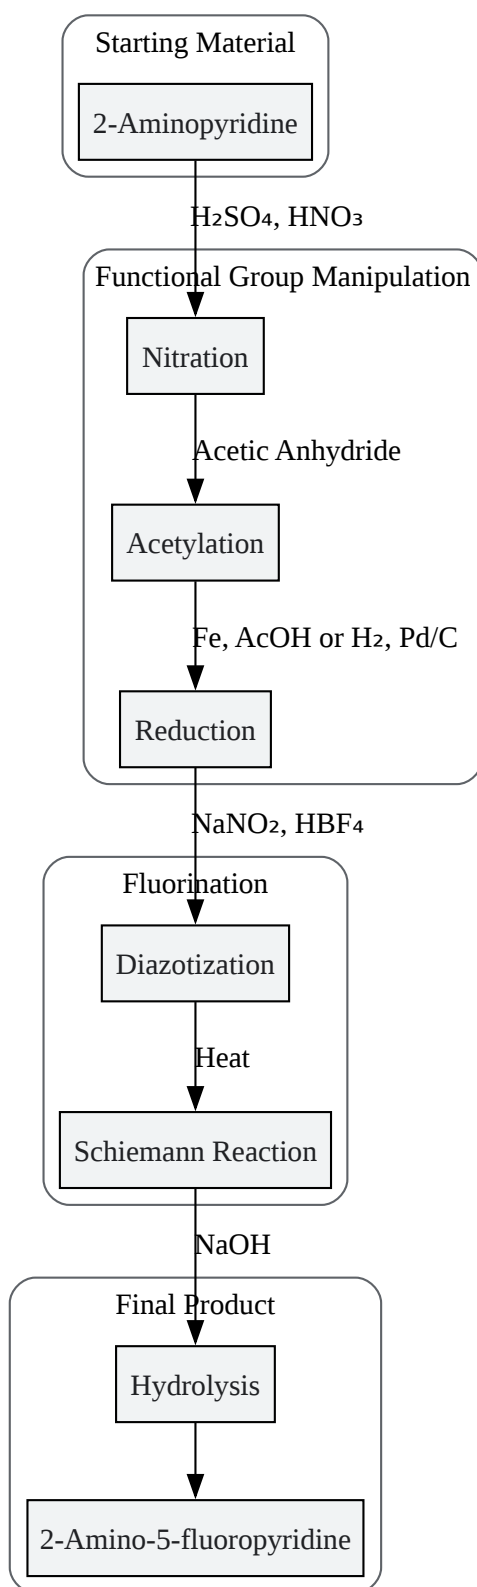 Starting Material
2-Aminopyridine
H₂SO₄, HNO₃
Functional Group Manipulation
Nitration
Acetic Anhydride
Acetylation
Fe, AcOH or H₂, Pd/C
Reduction
NaNO₂, HBF₄
Fluorination
Diazotization
Heat
Schiemann Reaction
NaOH
Final Product
Hydrolysis
2-Amino-5-fluoropyridine